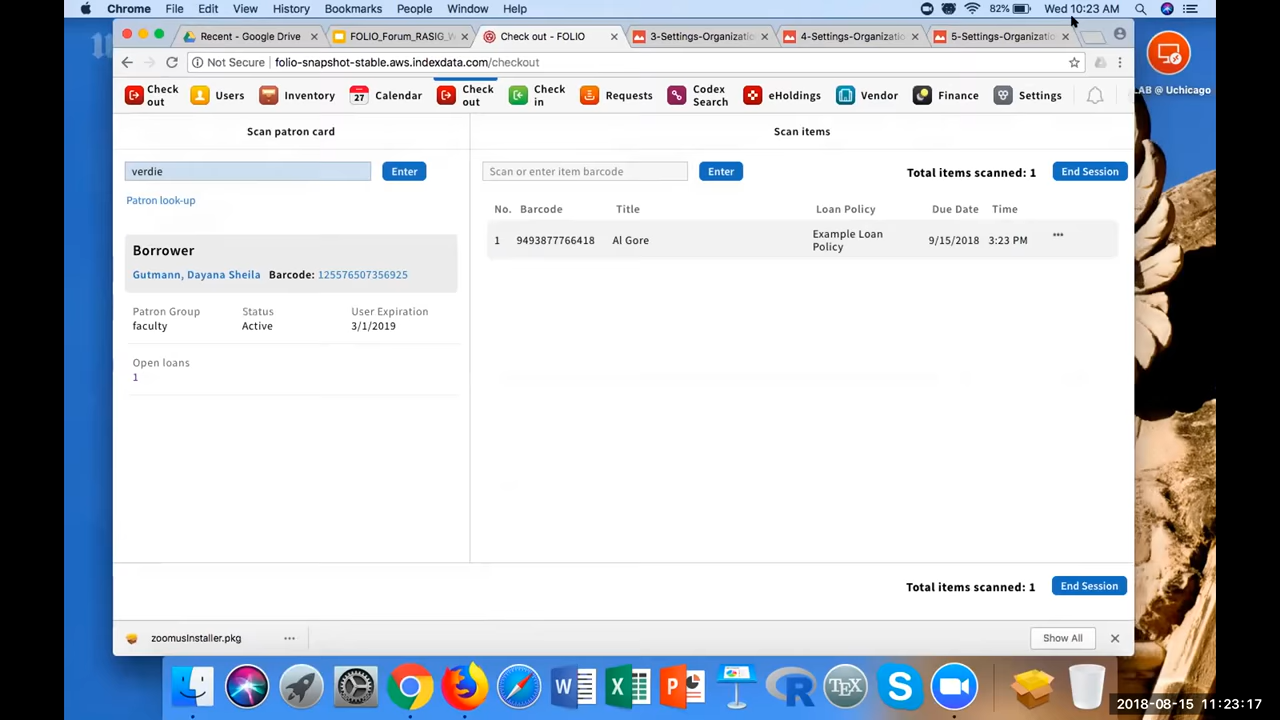 Chrome File Edit View History Bookmarks People Window Help 82% Wed 10:23 AM
Recent - Google Drive FOLIO_Forum_RASIG_W Check out - FOLIO 3-Settings-Organizatio 4-Settings-Organizatio 5-Settings-Organizatio
Not Secure folio-snapshot-stable.aws.indexdata.com/checkout
LAB @ Uchicago
Check out Users Inventory 27 Calendar Check out Check in Requests Codex Search eHoldings Vendor Finance Settings
Scan patron card
verdie Enter
Patron look-up
Borrower
Gutmann, Dayana Sheila Barcode: 125576507356925
Patron Group Status User Expiration
faculty Active 3/1/2019
Open loans
1
Scan items
Scan or enter item barcode Enter Total items scanned: 1 End Session
No. Barcode Title Loan Policy Due Date Time
1 9493877766418 Al Gore Example Loan Policy 9/15/2018 3:23 PM •••
Total items scanned: 1 End Session
zoomusInstaller.pkg ••• Show All
W X P R TEX S
2018-08-15 11:23:17